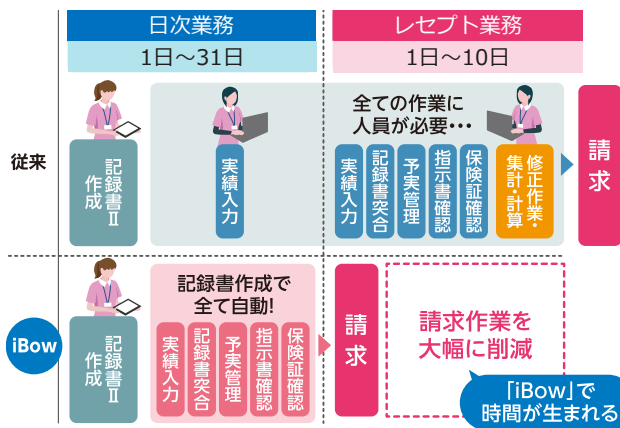 日次業務
レセプト業務
1日～31日
1日～10日
従来
記録書Ⅱ
作成
実績入力
全ての作業に
人員が必要･･･
実績入力
記録書突合
予実管理
指示書確認
保険証確認
修正作業・
集計・計算
請求
iBow
記録書Ⅱ
作成
記録書作成で
全て自動!
実績入力
記録書突合
予実管理
指示書確認
保険証確認
請求
請求作業を
大幅に削減
「iBow」で
時間が生まれる